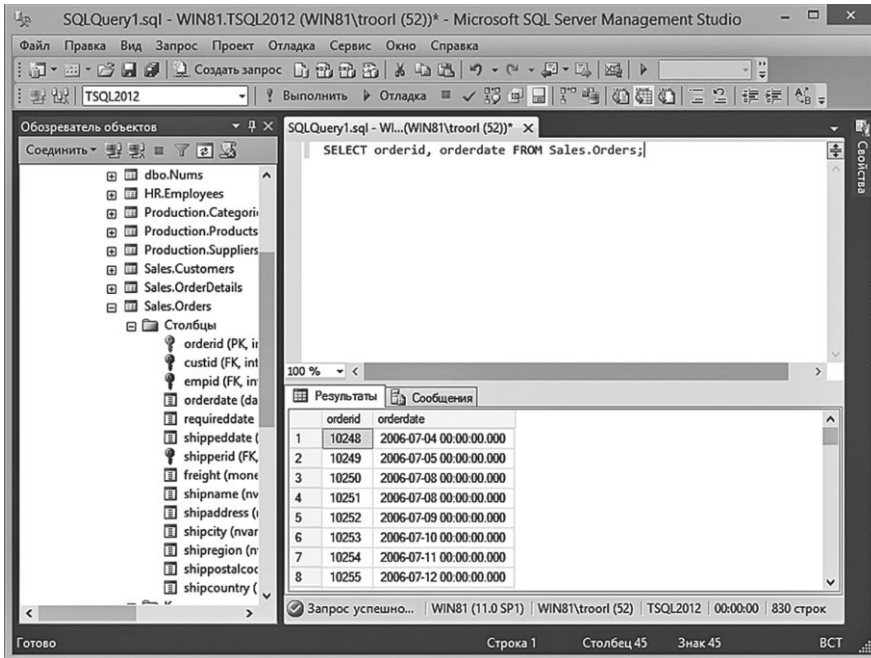 SQLQuery1.sql - WIN81.TSQL2012 (WIN81\troorl (52))* - Microsoft SQL Server Management Studio
Файл Правка Вид Запрос Проект Отладка Сервис Окно Справка
Создать запрос
TSQL2012 Выполнить Отладка
Обозреватель объектов
Соединить
dbo.Nums
HR.Employees
Production.Categori
Production.Products
Production.Suppliers
Sales.Customers
Sales.OrderDetails
Sales.Orders
Столбцы
orderid (PK, in
custid (FK, int
empid (FK, in
orderdate (da
requireddate
shippeddate (
shipperid (FK,
freight (mone
shipname (nv
shipaddress (
shipcity (nvar
shipregion (n
shippostalcoc
shipcountry (
SQLQuery1.sql - WI...(WIN81\troorl (52))*
SELECT orderid, orderdate FROM Sales.Orders;
100 %
Результаты Сообщения
orderid orderdate
1 10248 2006-07-04 00:00:00.000
2 10249 2006-07-05 00:00:00.000
3 10250 2006-07-08 00:00:00.000
4 10251 2006-07-08 00:00:00.000
5 10252 2006-07-09 00:00:00.000
6 10253 2006-07-10 00:00:00.000
7 10254 2006-07-11 00:00:00.000
8 10255 2006-07-12 00:00:00.000
Запрос успешно... WIN81 (11.0 SP1) WIN81\troorl (52) TSQL2012 00:00:00 830 строк
Свойства
Готово Строка 1 Столбец 45 Знак 45 ВСТ